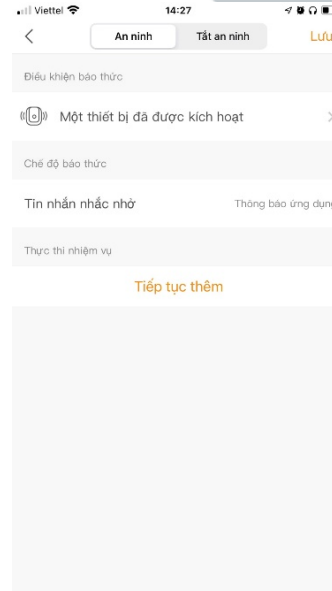 Viettel 14:27
An ninh Tắt an ninh Lưu
Điều khiện báo thức
Một thiết bị đã được kích hoạt
Chế độ báo thức
Tin nhắn nhắc nhở Thông báo ứng dụng
Thực thi nhiệm vụ
Tiếp tục thêm